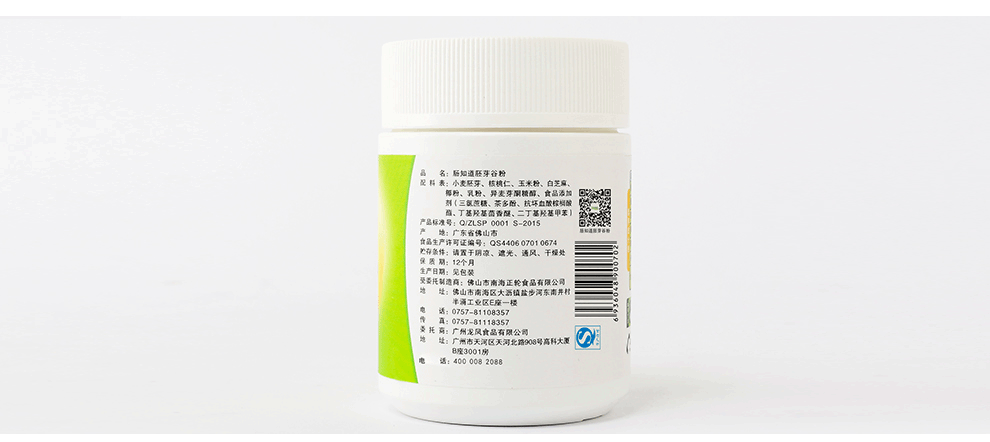 品　　名：肠知道胚芽谷粉
配 料 表：小麦胚芽、核桃仁、玉米粉、白芝麻、
椰粉、乳粉、异麦芽酮糖醇、食品添加
剂（三氯蔗糖、茶多酚、抗坏血酸棕榈酸
酯、丁基羟基茴香醚、二丁基羟基甲苯）
产品标准号：Q/ZLSP 0001 S-2015
产　　地：广东省佛山市
食品生产许可证编号：QS4406 0701 0674
贮存条件：请置于阴凉、遮光、通风、干燥处
保 质 期：12个月
生产日期：见包装
受委托制造商：佛山市南海正轮食品有限公司
地　　址：佛山市南海区大沥镇盐步河东南井村
半涌工业区E座一楼
电　　话：0757-81108357
传　　真：0757-81118357
委 托 商：广州龙凤食品有限公司
地　　址：广州市天河区天河北路908号高科大厦
B座3001房
电　　话：400 008 2088
肠知道胚芽谷粉
6936048900702